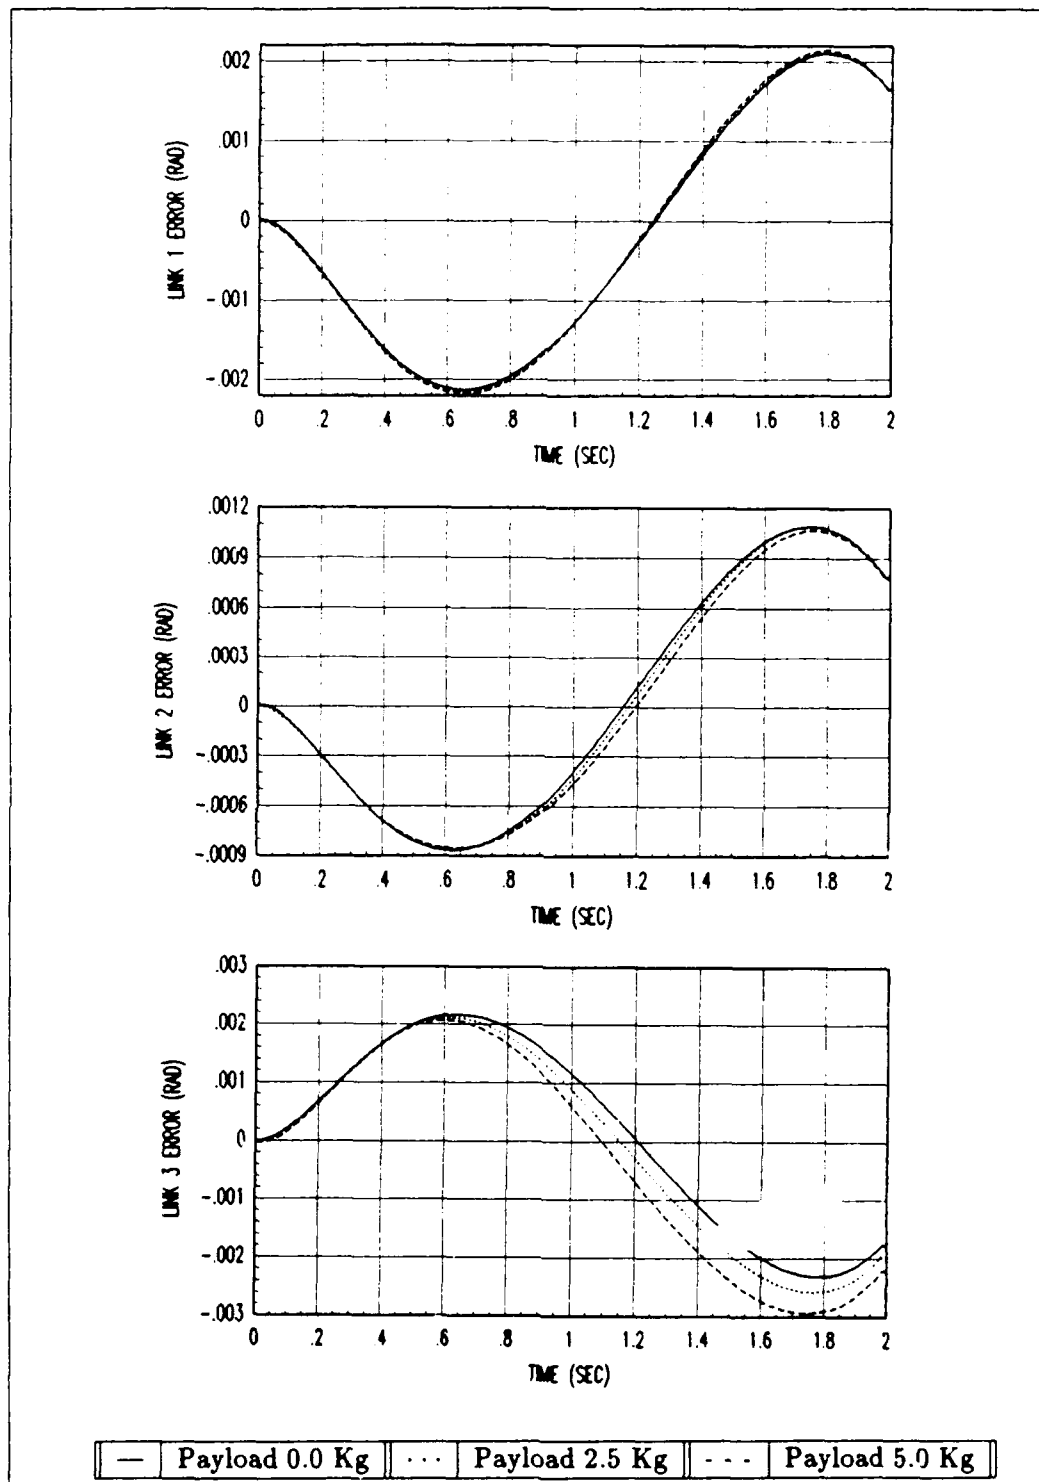 .002
.001
0
-.001
-.002
LINK 1 ERROR (RAD)
0 .2 .4 .6 .8 1 1.2 1.4 1.6 1.8 2
TIME (SEC)
.0012
.0009
.0006
.0003
0
-.0003
-.0006
-.0009
LINK 2 ERROR (RAD)
0 .2 .4 .6 .8 1 1.2 1.4 1.6 1.8 2
TIME (SEC)
.003
.002
.001
0
-.001
-.002
-.003
LINK 3 ERROR (RAD)
0 .2 .4 .6 .8 1 1.2 1.4 1.6 1.8 2
TIME (SEC)
— Payload 0.0 Kg ··· Payload 2.5 Kg - - - Payload 5.0 Kg